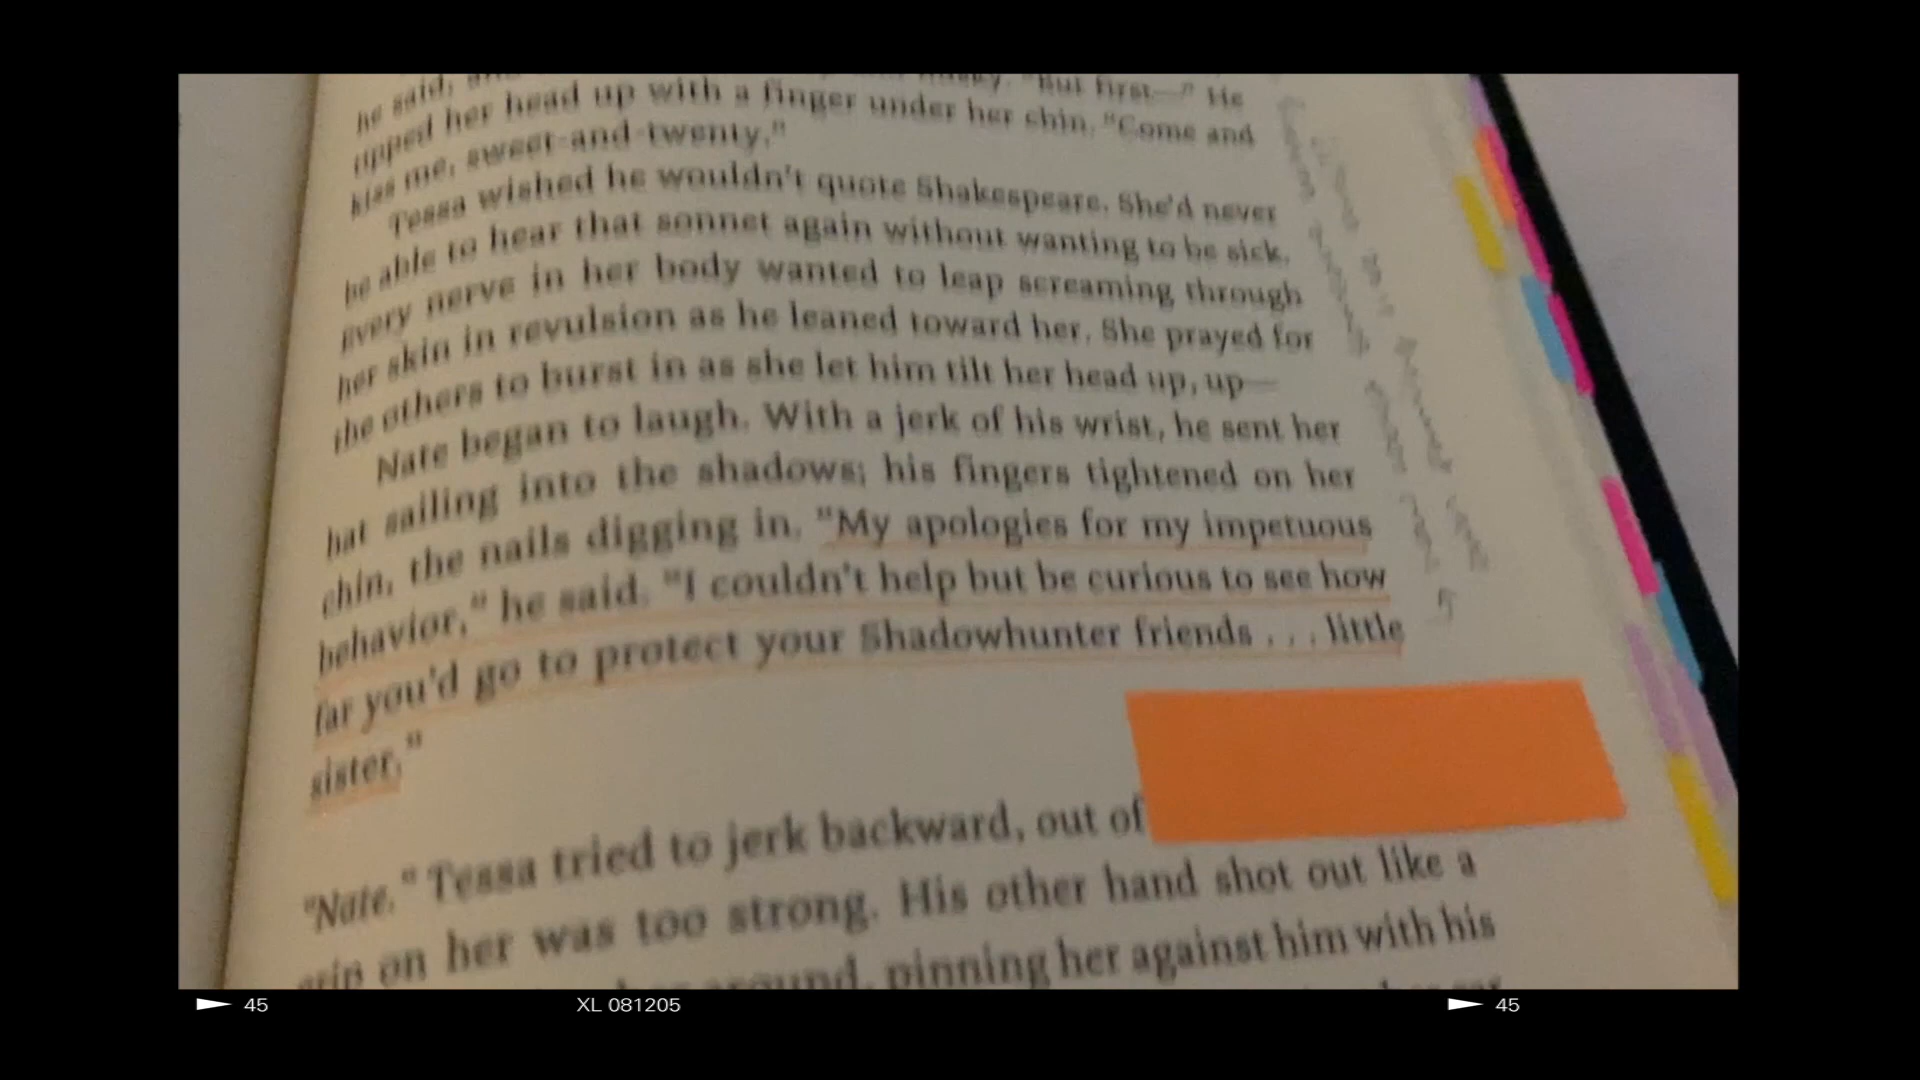 he said,
husky. "But first—" He
tipped her head up with a finger under her chin. "Come and
kiss me, sweet-and-twenty."
Tessa wished he wouldn't quote Shakespeare. She'd never
be able to hear that sonnet again without wanting to be sick.
Every nerve in her body wanted to leap screaming through
her skin in revulsion as he leaned toward her. She prayed for
the others to burst in as she let him tilt her head up, up—
Nate began to laugh. With a jerk of his wrist, he sent her
hat sailing into the shadows; his fingers tightened on her
chin, the nails digging in. "My apologies for my impetuous
behavior," he said. "I couldn't help but be curious to see how
far you'd go to protect your Shadowhunter friends . . . little
sister."
"Nate." Tessa tried to jerk backward, out of
grip on her was too strong. His other hand shot out like a
around, pinning her against him with his
her ear
45
XL 081205
45